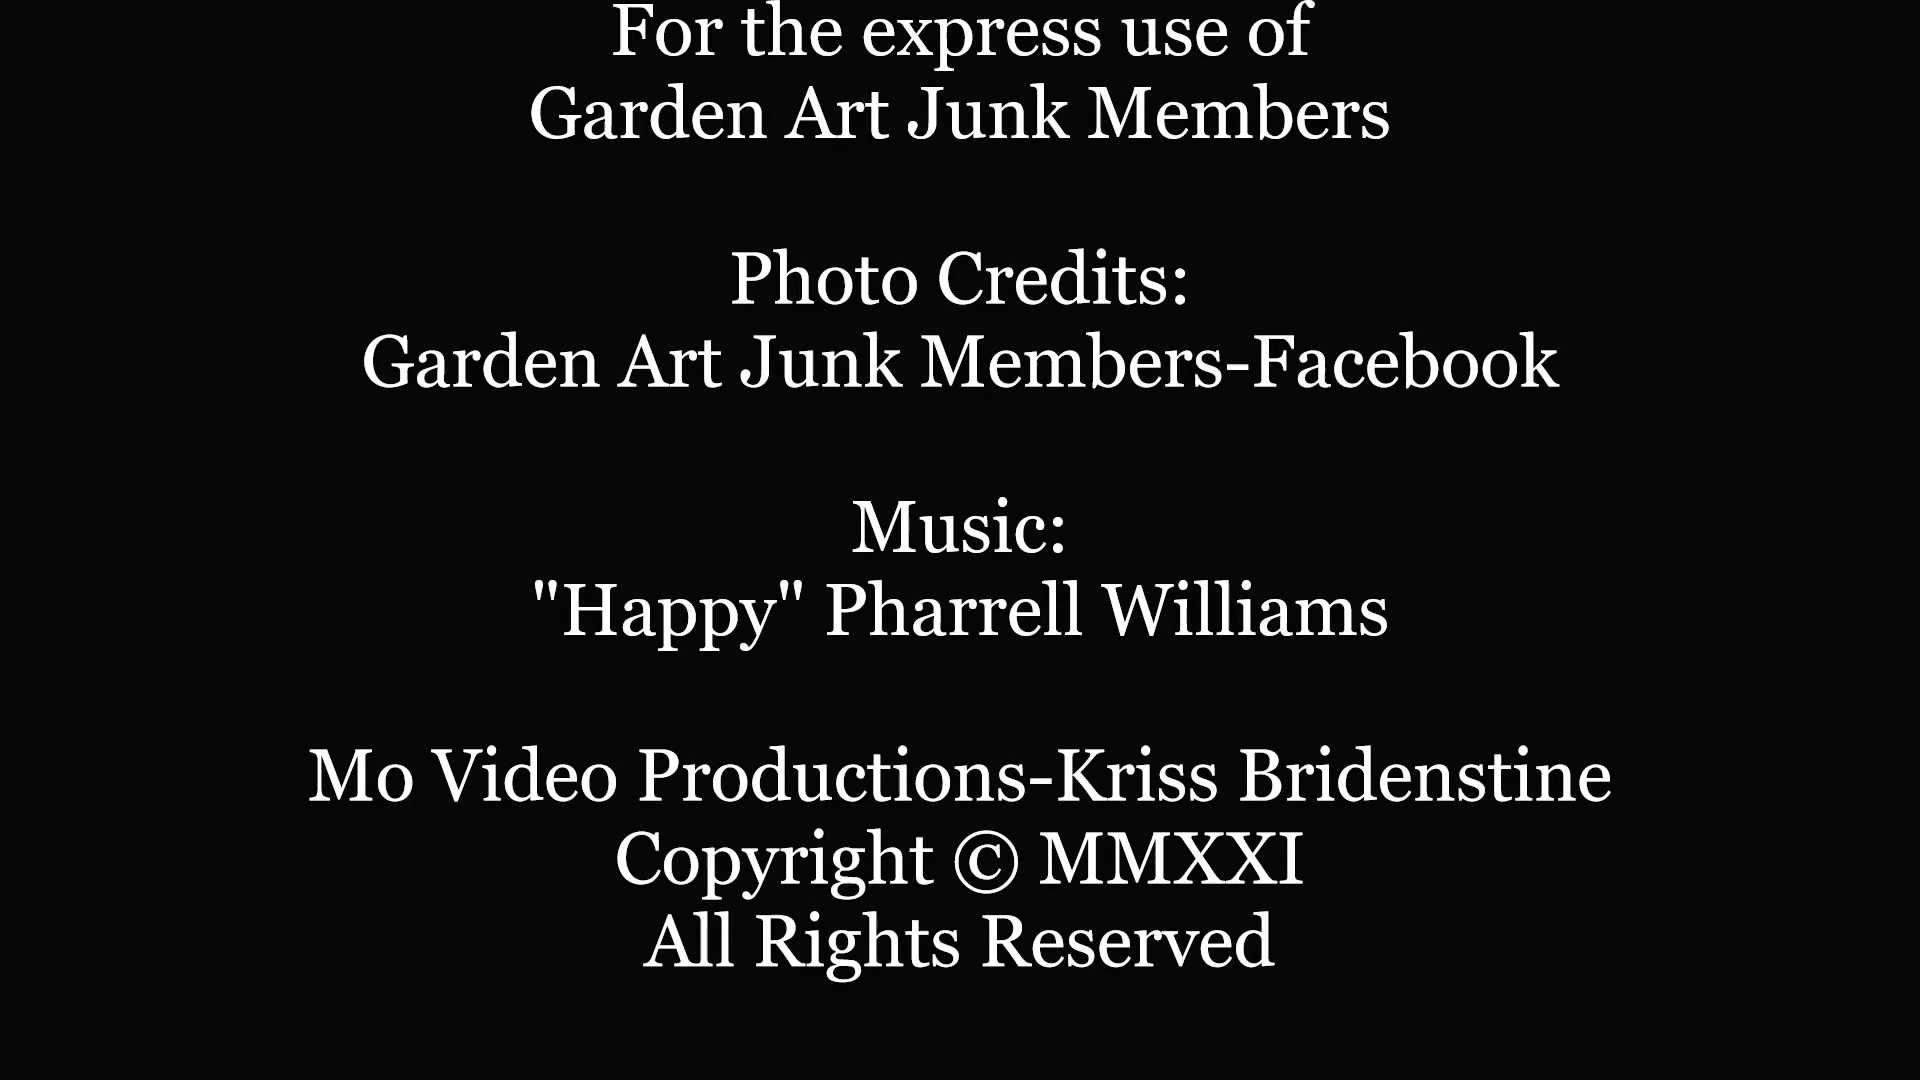 For the express use of
Garden Art Junk Members
Photo Credits:
Garden Art Junk Members-Facebook
Music:
"Happy" Pharrell Williams
Mo Video Productions-Kriss Bridenstine
Copyright © MMXXI
All Rights Reserved